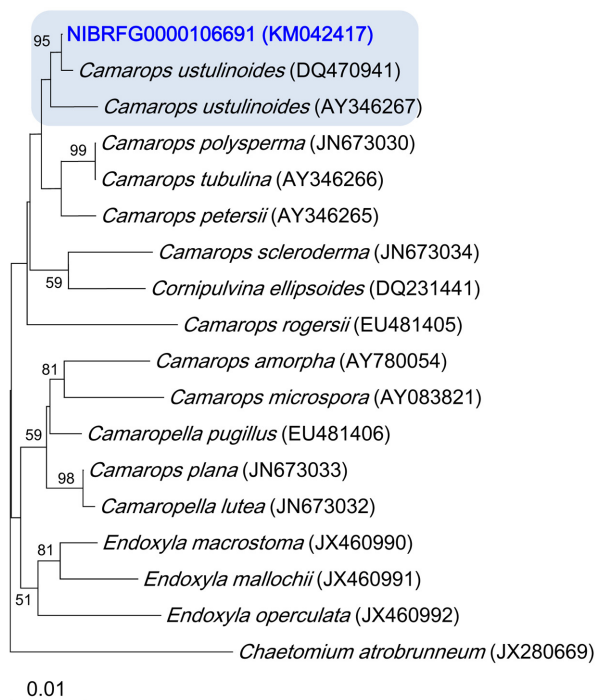 95
NIBRFG0000106691 (KM042417)
Camarops ustulinoides (DQ470941)
Camarops ustulinoides (AY346267)
99
Camarops polysperma (JN673030)
Camarops tubulina (AY346266)
Camarops petersii (AY346265)
Camarops scleroderma (JN673034)
59
Cornipulvina ellipsoides (DQ231441)
Camarops rogersii (EU481405)
Camarops amorpha (AY780054)
81
Camarops microspora (AY083821)
59
Camaropella pugillus (EU481406)
Camarops plana (JN673033)
98
Camaropella lutea (JN673032)
Endoxyla macrostoma (JX460990)
81
Endoxyla mallochii (JX460991)
51
Endoxyla operculata (JX460992)
Chaetomium atrobrunneum (JX280669)
0.01